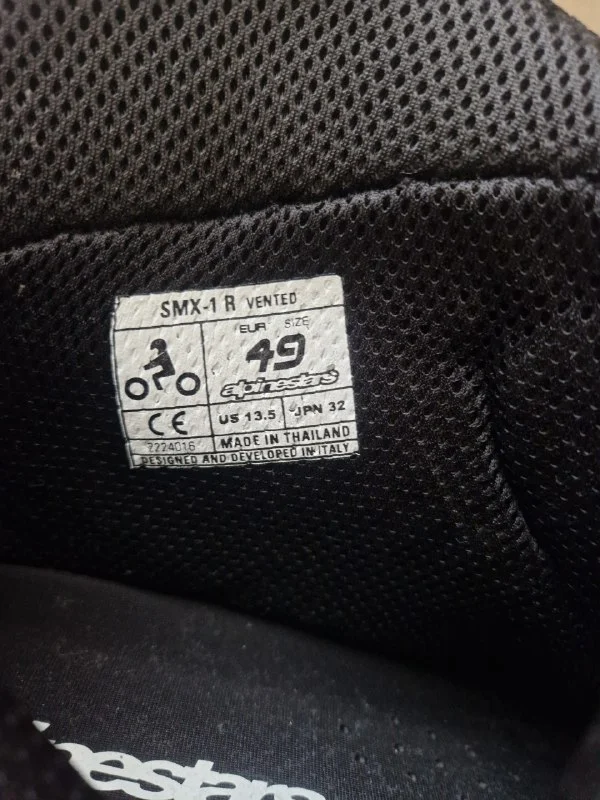 SMX-1 R VENTED
EUR SIZE
49
alpinestars
CE
US 13.5
JPN 32
2224016
MADE IN THAILAND
DESIGNED AND DEVELOPED IN ITALY
pinestars